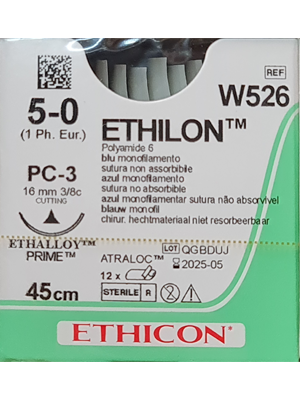 REF
W526
5-0
(1 Ph. Eur.)
ETHILON™
Polyamide 6
blu monofilamento
sutura non assorbibile
azul monofilamento
sutura no absorbible
azul monofilamentar sutura não absorvível
blauw monofil
chirur. hechtmateriaal niet resorbeerbaar
PC-3
16 mm 3/8c
CUTTING
ETHALLOY™
PRIME™
45cm
ATRALOC™
12 x
STERILE R
LOT QGBDUJ
2025-05
ETHICON